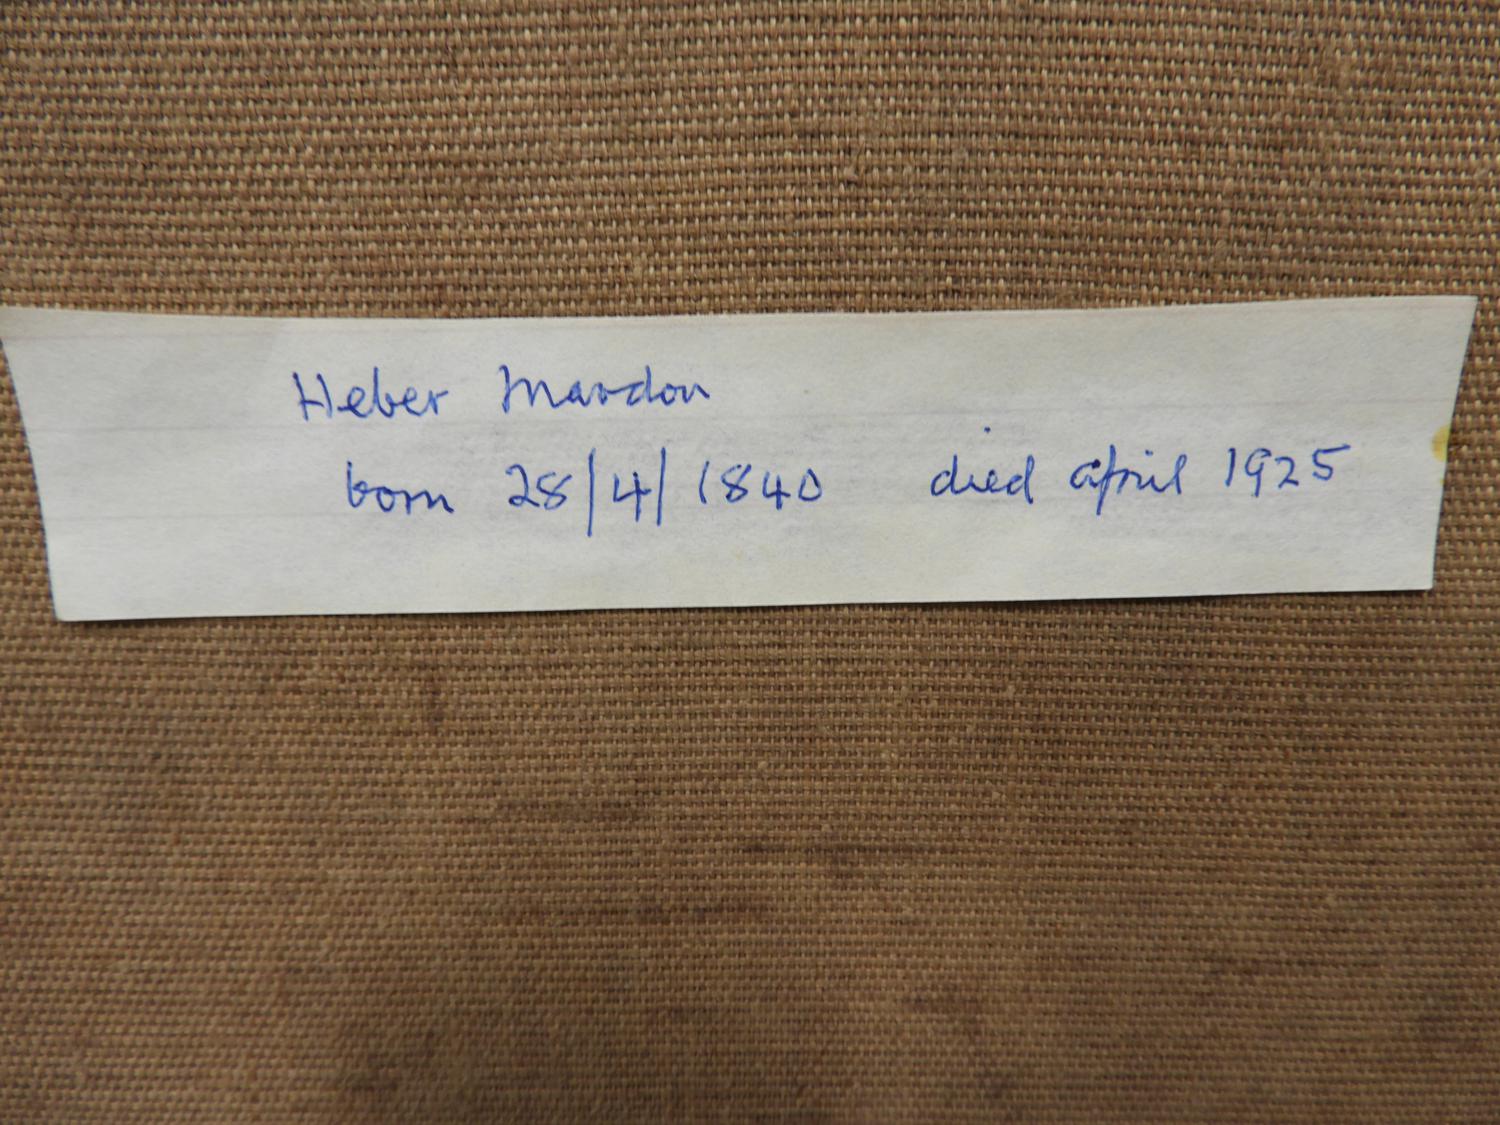 Heber Mardon
born 28/4/1840 died april 1925